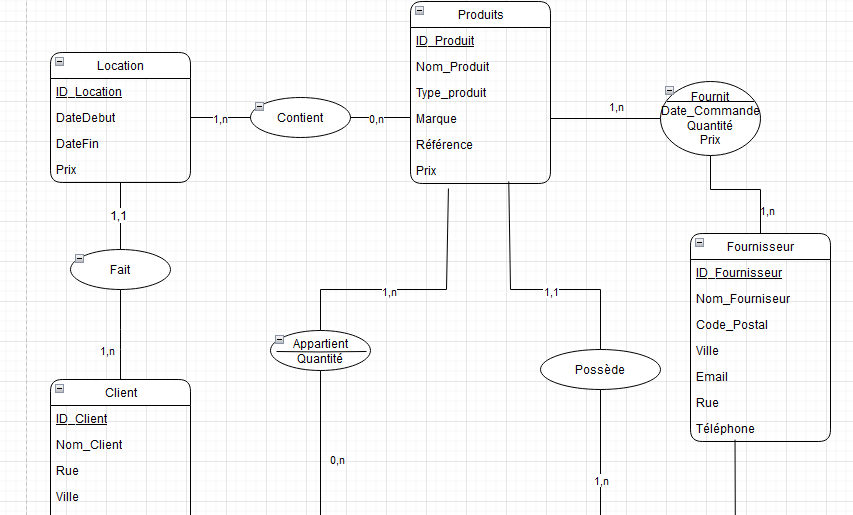 Produits
ID_Produit
Nom_Produit
Type_produit
Marque
Référence
Prix
Location
ID_Location
DateDebut
DateFin
Prix
1,n
Contient
0,n
1,n
Fournit
Date_Commande
Quantité
Prix
1,1
Fait
1,n
1,n
Fournisseur
ID_Fournisseur
Nom_Fourniseur
Code_Postal
Ville
Email
Rue
Téléphone
1,n
Appartient
Quantité
0,n
1,1
Possède
1,n
Client
ID_Client
Nom_Client
Rue
Ville